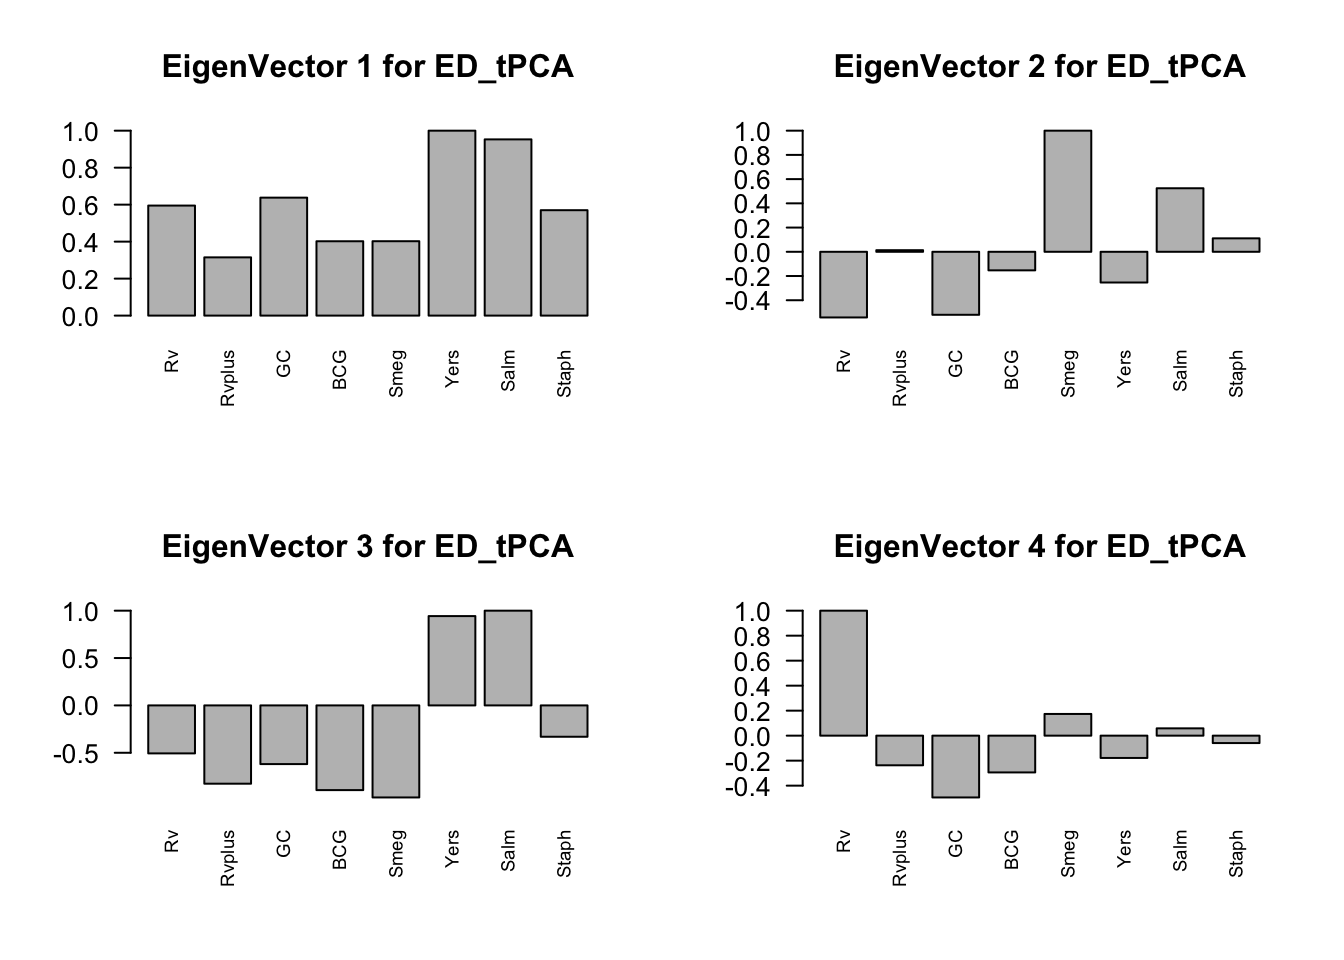 EigenVector 1 for ED_tPCA
1.0
0.8
0.6
0.4
0.2
0.0
Rv
Rvplus
GC
BCG
Smeg
Yers
Salm
Staph
EigenVector 2 for ED_tPCA
1.0
0.8
0.6
0.4
0.2
0.0
-0.2
-0.4
Rv
Rvplus
GC
BCG
Smeg
Yers
Salm
Staph
EigenVector 3 for ED_tPCA
1.0
0.5
0.0
-0.5
Rv
Rvplus
GC
BCG
Smeg
Yers
Salm
Staph
EigenVector 4 for ED_tPCA
1.0
0.8
0.6
0.4
0.2
0.0
-0.2
-0.4
Rv
Rvplus
GC
BCG
Smeg
Yers
Salm
Staph